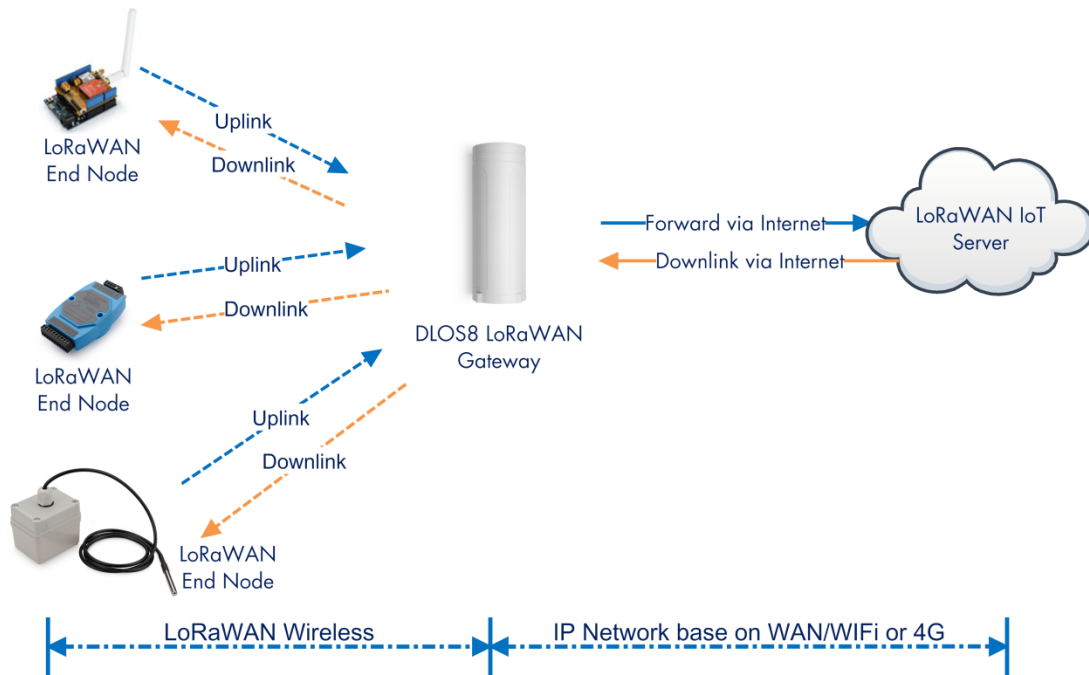 Uplink
Downlink
LoRaWAN
End Node
Uplink
Downlink
LoRaWAN
End Node
Uplink
Downlink
LoRaWAN
End Node
DLOS8 LoRaWAN
Gateway
Forward via Internet
Downlink via Internet
LoRaWAN IoT
Server
LoRaWAN Wireless
IP Network base on WAN/WIFi or 4G